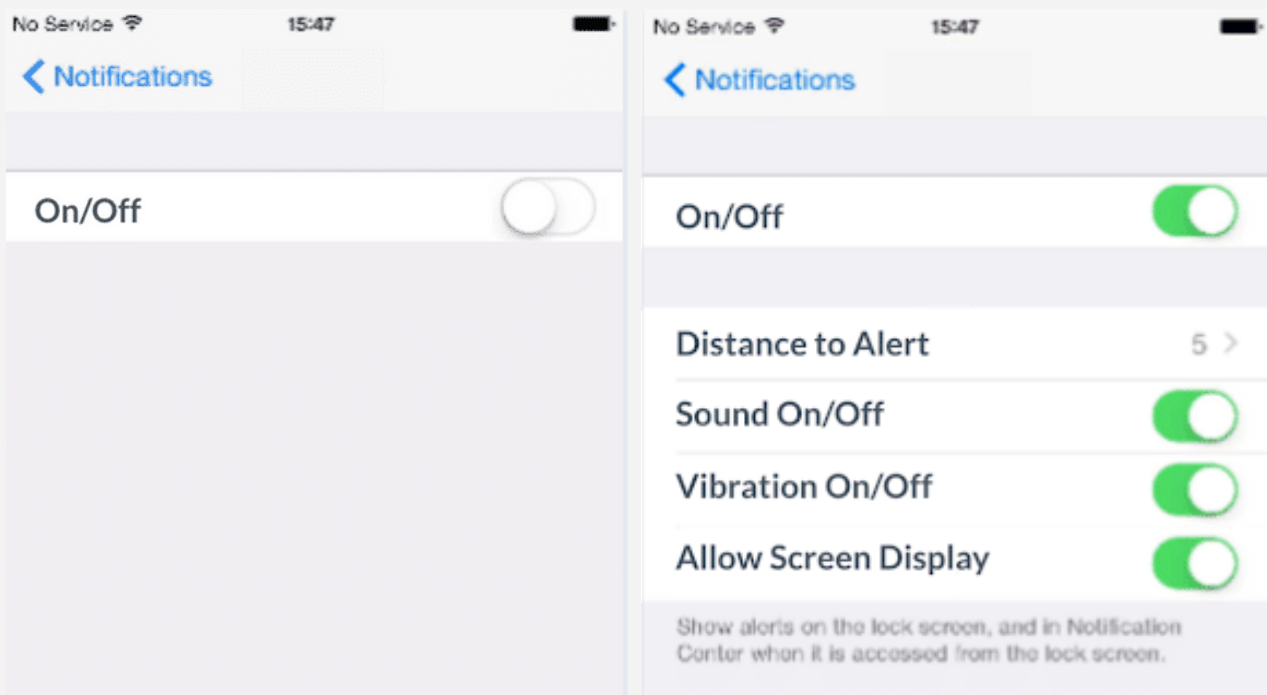 No Service
15:47
Notifications
On/Off
No Service
15:47
Notifications
On/Off
Distance to Alert
5
Sound On/Off
Vibration On/Off
Allow Screen Display
Show alerts on the lock screen, and in Notification
Center when it is accessed from the lock screen.